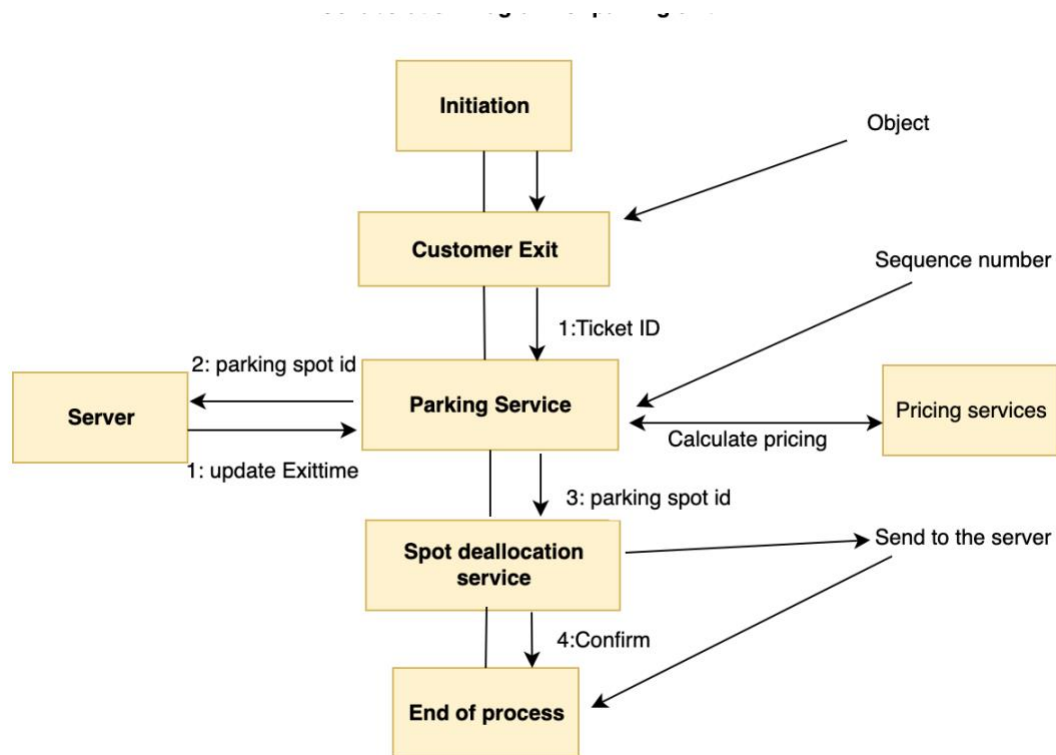 Initiation
Object
Customer Exit
Sequence number
1:Ticket ID
2: parking spot id
Server
Parking Service
Pricing services
Calculate pricing
1: update Exittime
3: parking spot id
Spot deallocation
service
Send to the server
4:Confirm
End of process